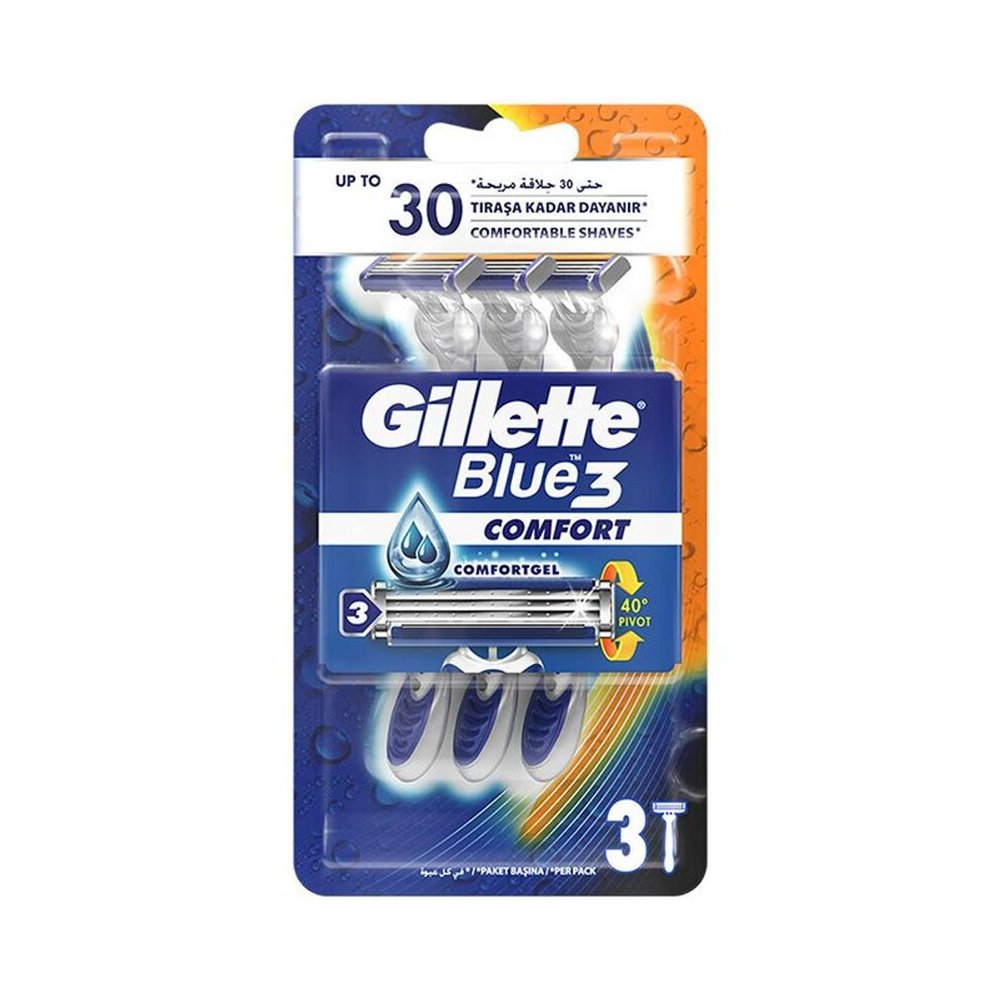 UP TO
30
حتى 30 حلاقة مريحة*
TIRAŞA KADAR DAYANIR*
COMFORTABLE SHAVES*
Gillette®
Blue™3
COMFORT
COMFORTGEL
3
40°
PIVOT
3
في كل عبوة*/*PAKET BAŞINA/*PER PACK